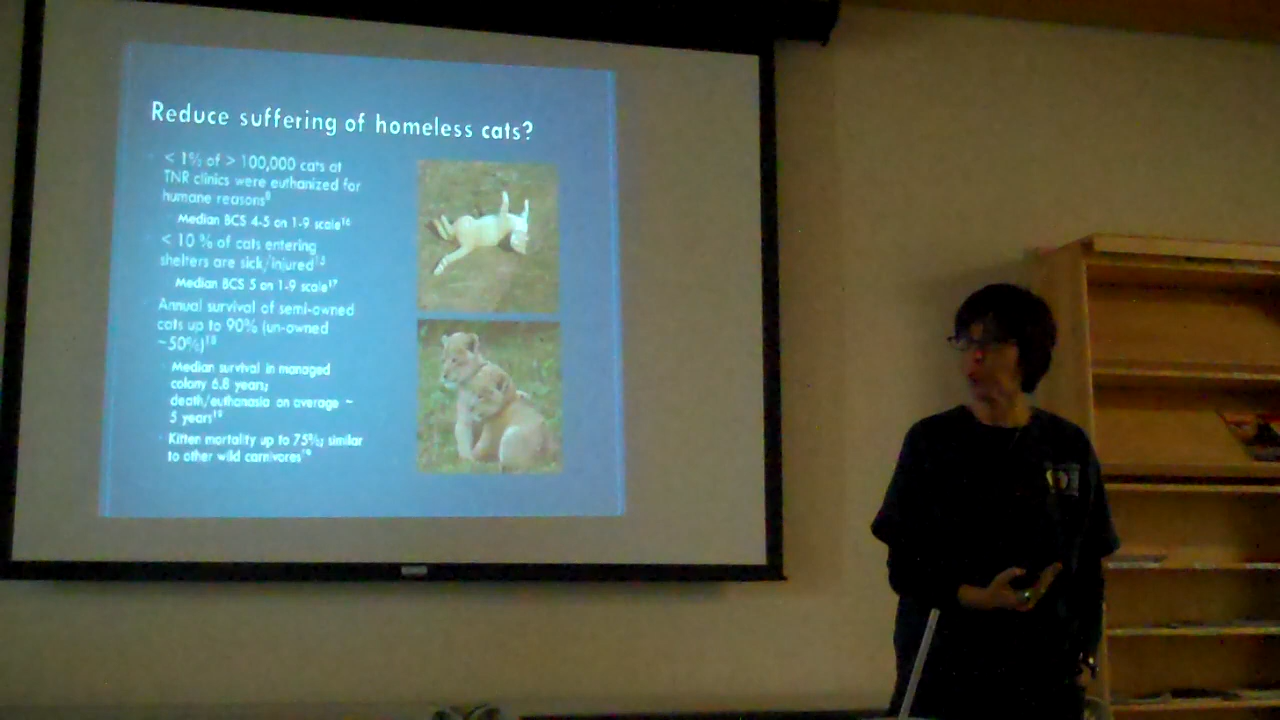 Reduce suffering of homeless cats?
< 1% of > 100,000 cats at
TNR clinics were euthanized for
humane reasons⁸
Median BCS 4-5 on 1-9 scale¹⁶
< 10 % of cats entering
shelters are sick/injured¹⁵
Median BCS 5 on 1-9 scale¹⁷
Annual survival of semi-owned
cats up to 90% (un-owned
~50%)¹⁸
Median survival in managed
colony 6.8 years;
death/euthanasia on average ~
5 years¹⁹
Kitten mortality up to 75%; similar
to other wild carnivores¹⁹